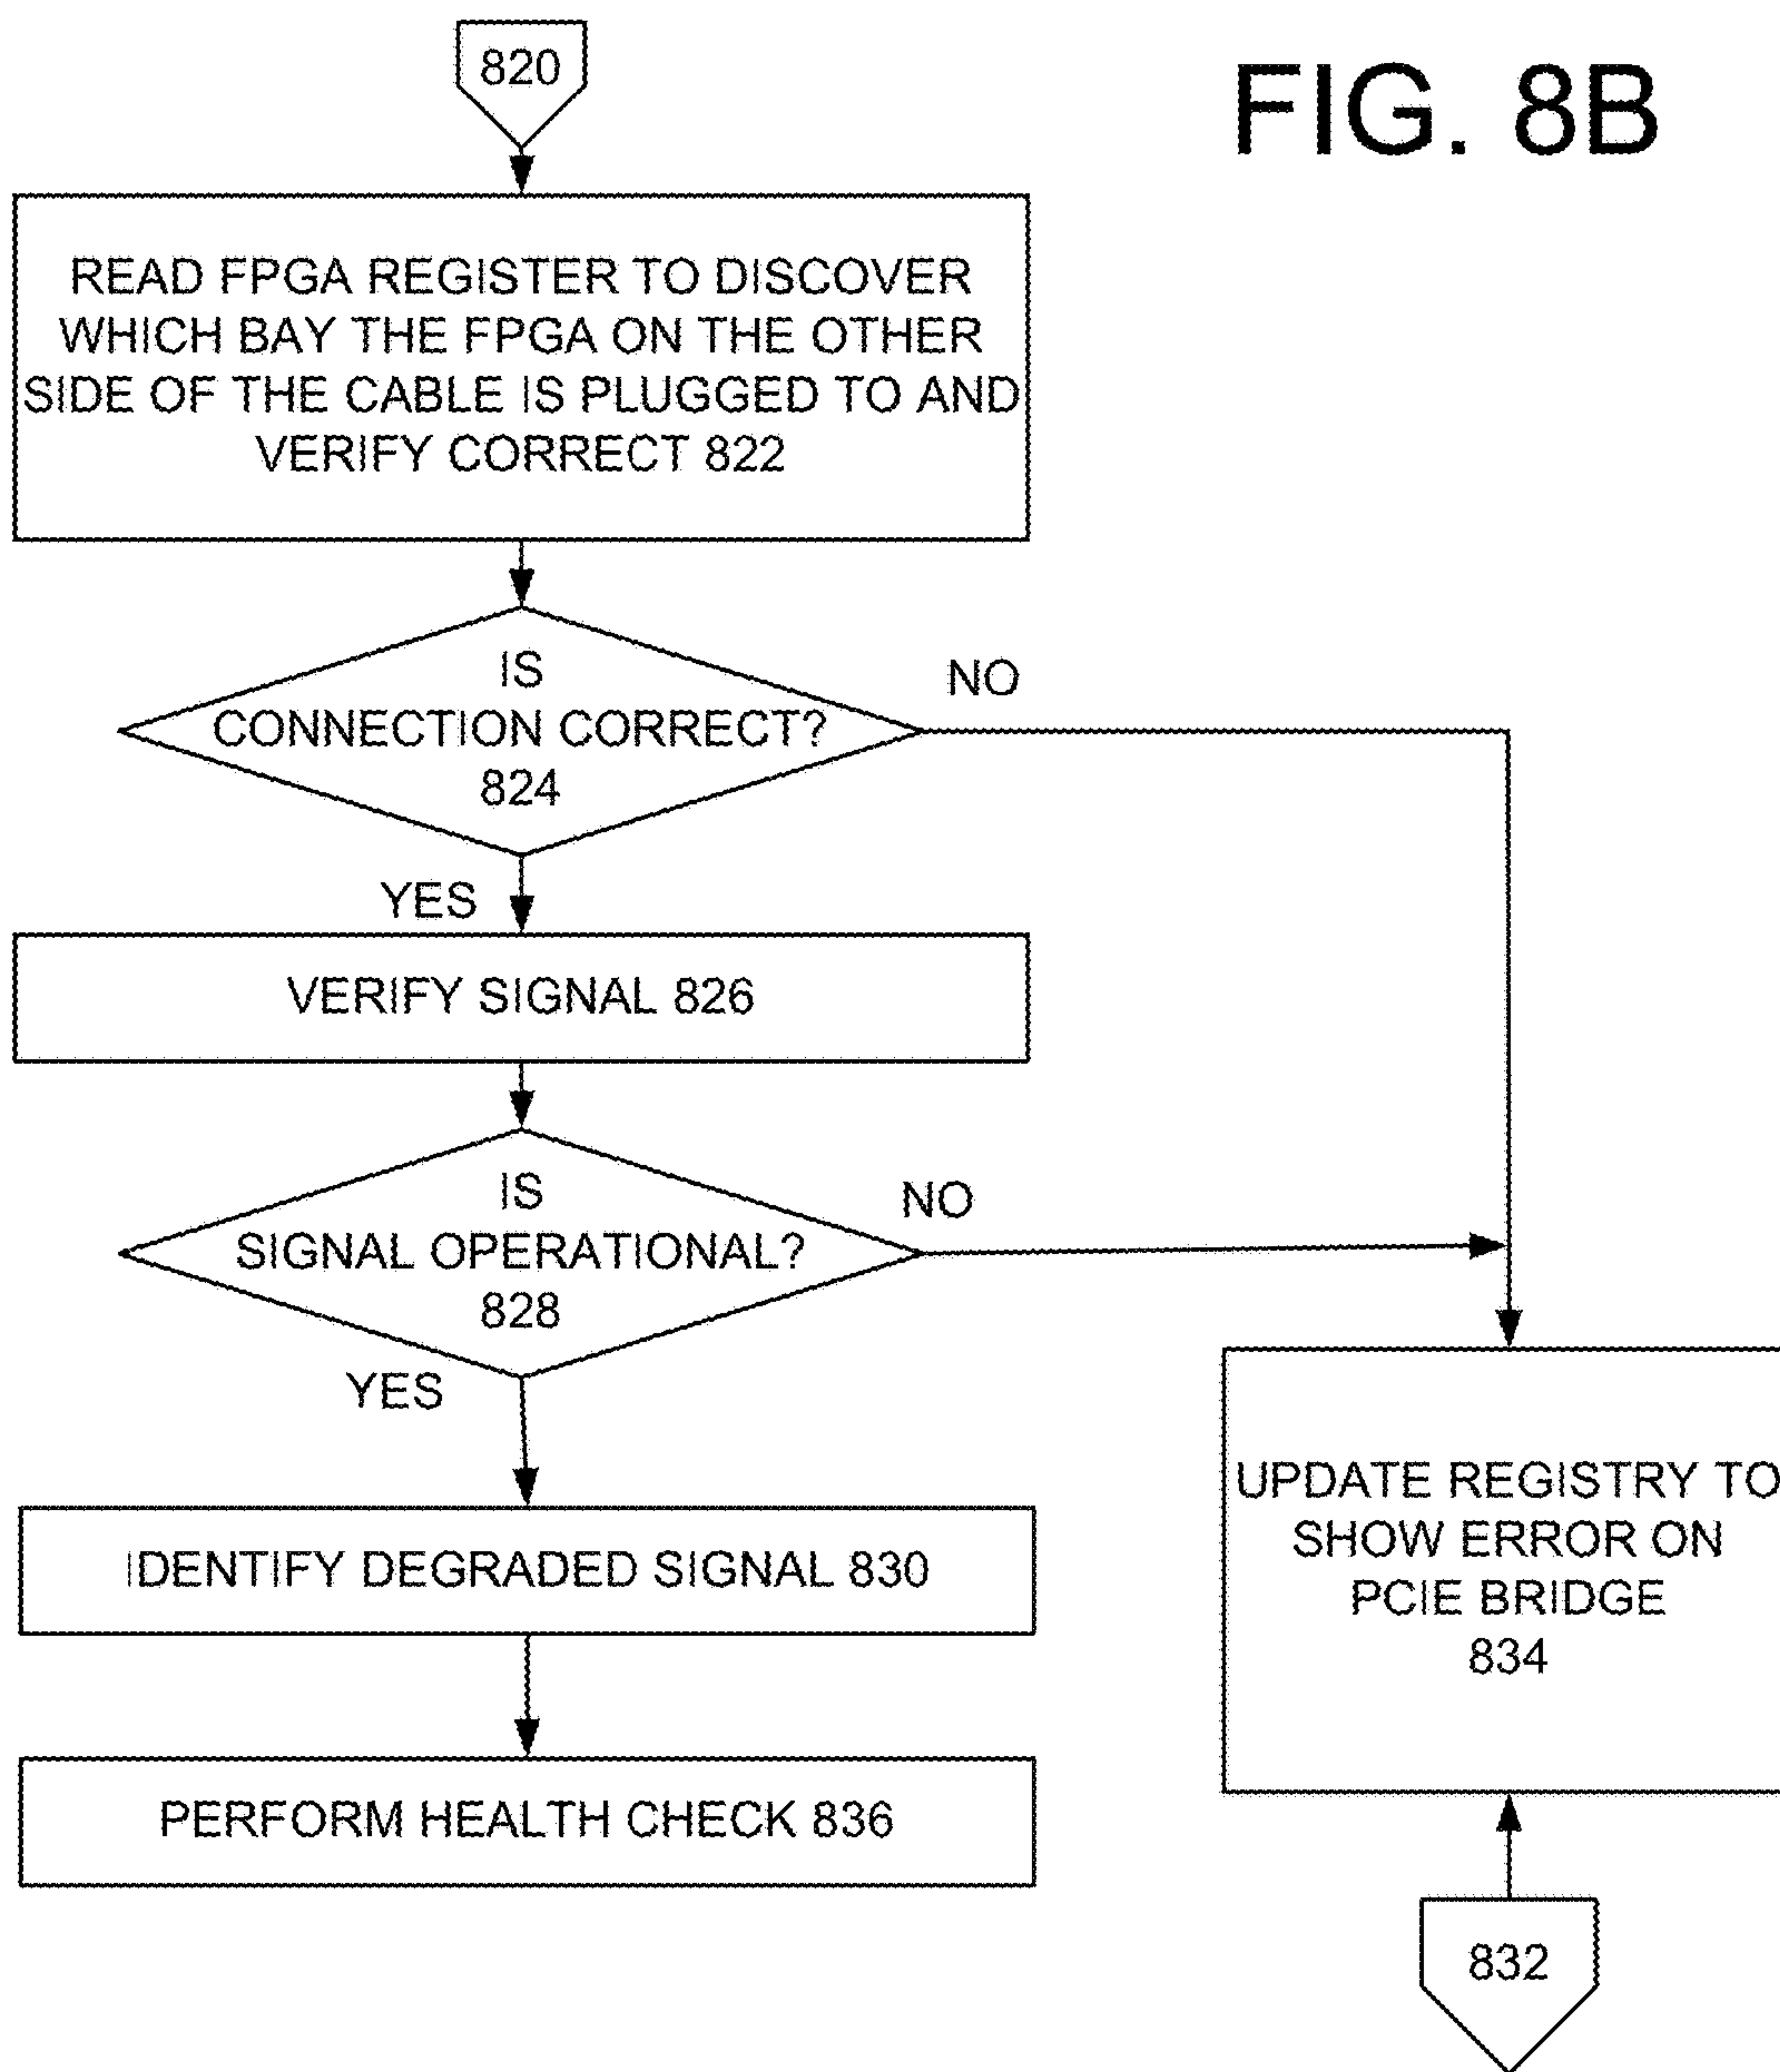 820
FIG. 8B
READ FPGA REGISTER TO DISCOVER
WHICH BAY THE FPGA ON THE OTHER
SIDE OF THE CABLE IS PLUGGED TO AND
VERIFY CORRECT 822
IS
CONNECTION CORRECT?
824
NO
YES
VERIFY SIGNAL 826
IS
SIGNAL OPERATIONAL?
828
NO
YES
IDENTIFY DEGRADED SIGNAL 830
PERFORM HEALTH CHECK 836
UPDATE REGISTRY TO
SHOW ERROR ON
PCIE BRIDGE
834
832